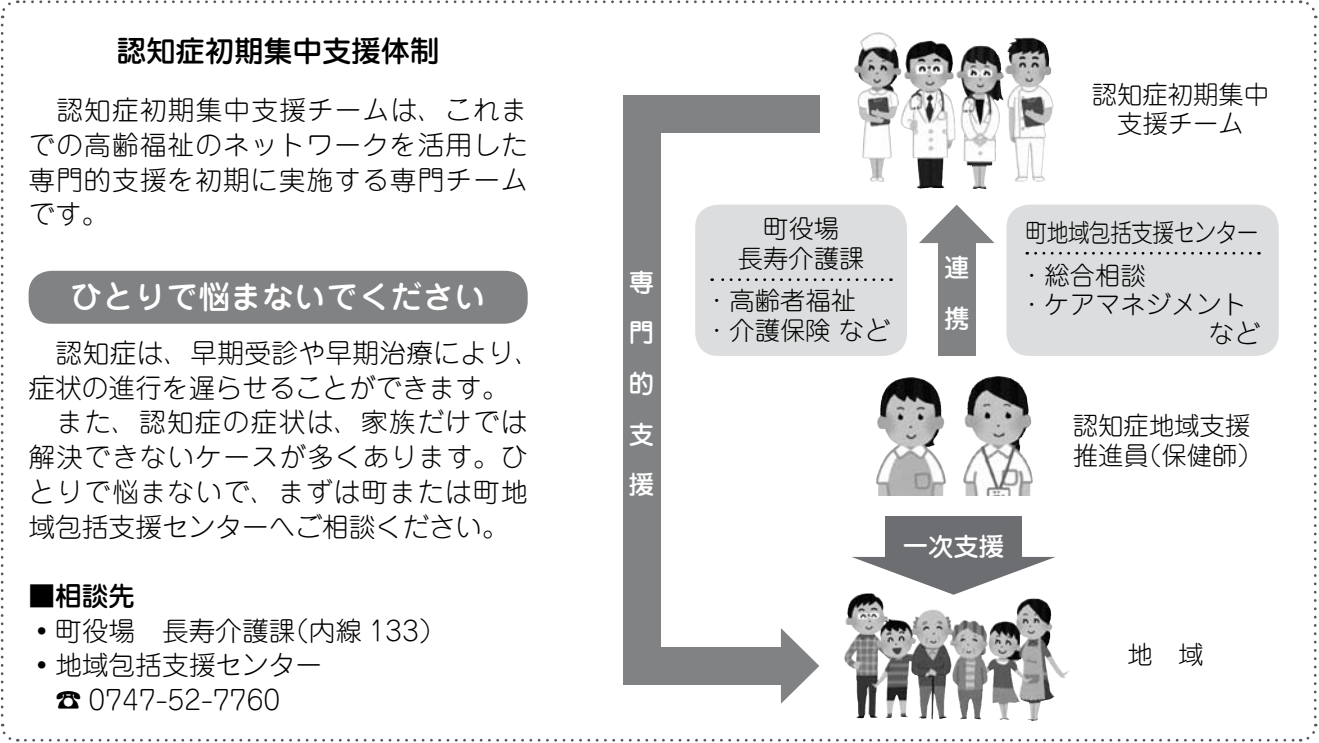 認知症初期集中支援体制
　認知症初期集中支援チームは、これま
での高齢福祉のネットワークを活用した
専門的支援を初期に実施する専門チーム
です。
ひとりで悩まないでください
　認知症は、早期受診や早期治療により、
症状の進行を遅らせることができます。
　また、認知症の症状は、家族だけでは
解決できないケースが多くあります。ひ
とりで悩まないで、まずは町または町地
域包括支援センターへご相談ください。
■相談先
・町役場　長寿介護課（内線 133）
・地域包括支援センター
☎ 0747-52-7760
認知症初期集中
支援チーム
専門的支援
町役場
長寿介護課
・高齢者福祉
・介護保険 など
連携
町地域包括支援センター
・総合相談
・ケアマネジメント
など
認知症地域支援
推進員（保健師）
一次支援
地　域